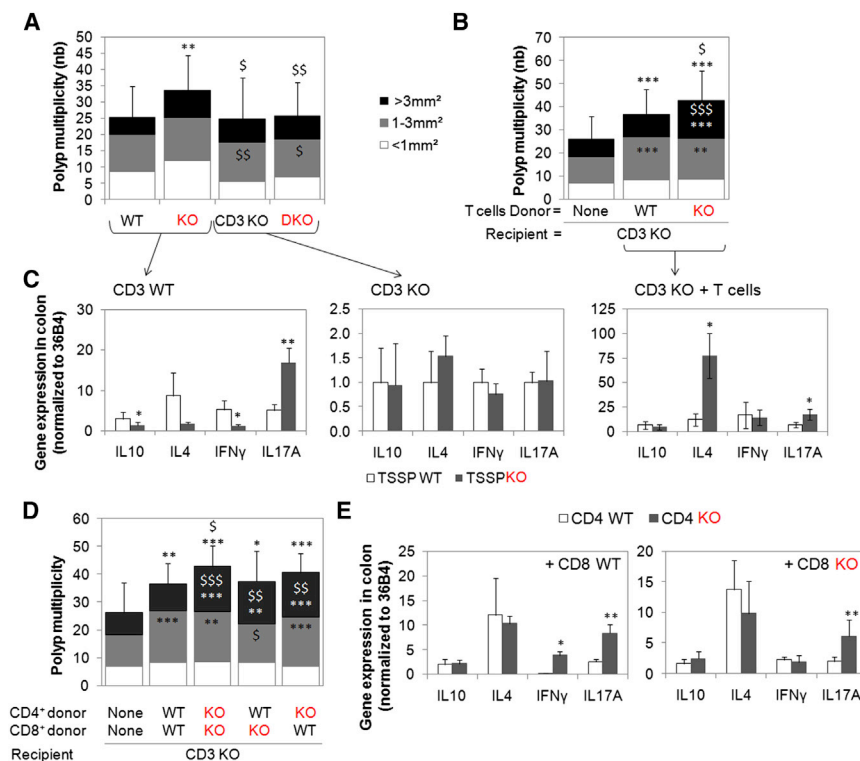 A
Polyp multiplicity (nb)
50
45
40
35
30
25
20
15
10
5
0
**
$
$$
$$
$
WT KO CD3 KO DKO
>3mm²
1-3mm²
<1mm²
B
Polyp multiplicity (nb)
70
60
50
40
30
20
10
0
***
$
***
$$$
***
***
**
T cells Donor = None WT KO
Recipient = CD3 KO
C
CD3 WT
Gene expression in colon
(normalized to 36B4)
30
20
10
0
*
*
**
IL10 IL4 IFNγ IL17A
CD3 KO
2.5
2.0
1.5
1.0
0.5
0.0
IL10 IL4 IFNγ IL17A
TSSP WT TSSP KO
CD3 KO + T cells
125
100
75
50
25
0
*
*
IL10 IL4 IFNγ IL17A
D
Polyp multiplicity
60
50
40
30
20
10
0
**
$
***
*
***
$$$
***
$$
**
$$
***
***
**
$
***
CD4⁺ donor None WT KO WT KO
CD8⁺ donor None WT KO KO WT
Recipient CD3 KO
E
CD4 WT CD4 KO
Gene expression in colon
(normalized to 36B4)
+ CD8 WT
25
20
15
10
5
0
*
**
IL10 IL4 IFNγ IL17A
+ CD8 KO
20
15
10
5
0
**
IL10 IL4 IFNγ IL17A